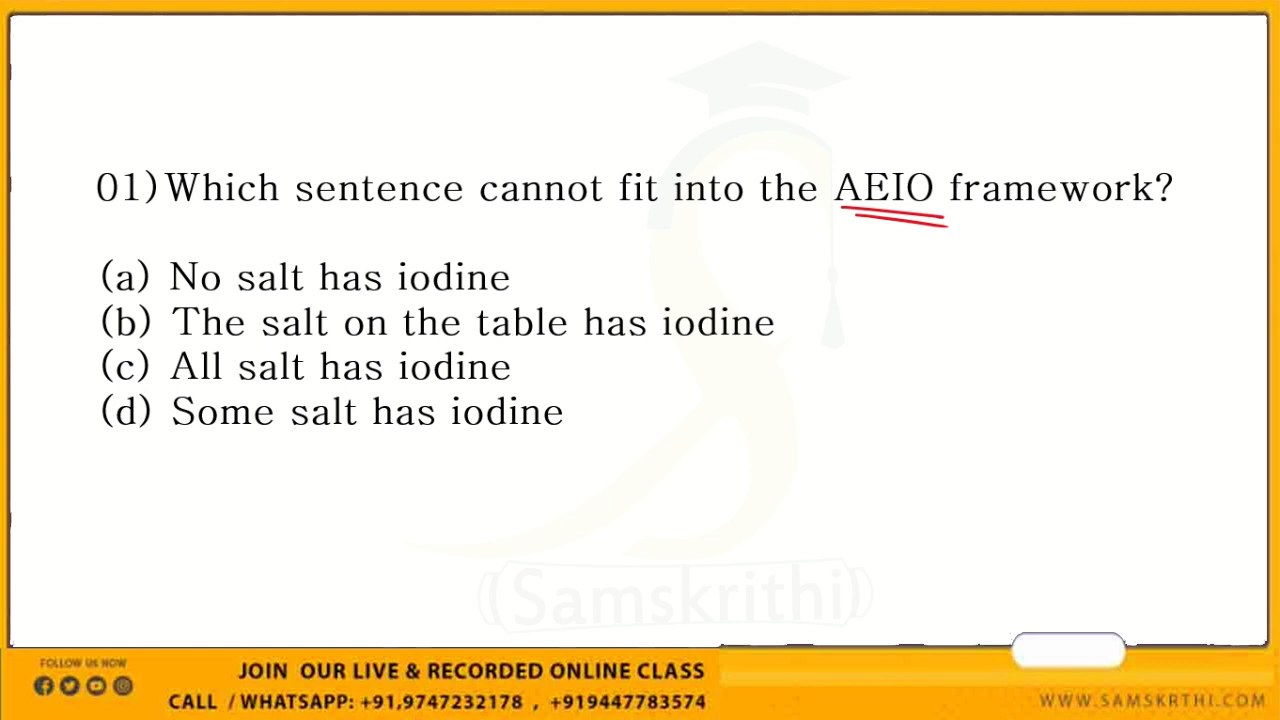 01) Which sentence cannot fit into the AEIO framework?
(a) No salt has iodine
(b) The salt on the table has iodine
(c) All salt has iodine
(d) Some salt has iodine
(Samskrithi)
FOLLOW US NOW
JOIN OUR LIVE & RECORDED ONLINE CLASS
CALL / WHATSAPP: +91,9747232178 , +919447783574
WWW.SAMSKRTHI.COM